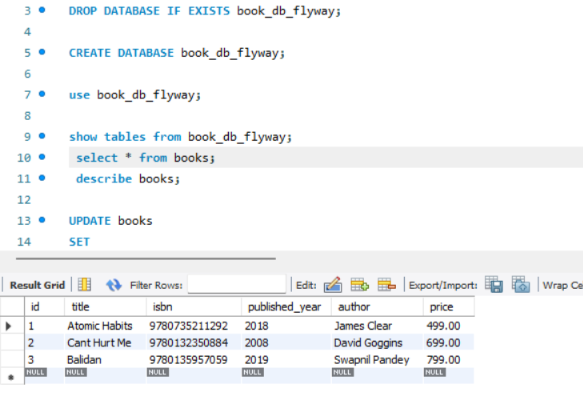 3 DROP DATABASE IF EXISTS book_db_flyway;
4
5 CREATE DATABASE book_db_flyway;
6
7 use book_db_flyway;
8
9 show tables from book_db_flyway;
10 select * from books;
11 describe books;
12
13 UPDATE books
14 SET
Result Grid Filter Rows: Edit: Export/Import: Wrap Ce
id title isbn published_year author price
1 Atomic Habits 9780735211292 2018 James Clear 499.00
2 Cant Hurt Me 9780132350884 2008 David Goggins 699.00
3 Balidan 9780135957059 2019 Swapnil Pandey 799.00
NULL NULL NULL NULL NULL NULL